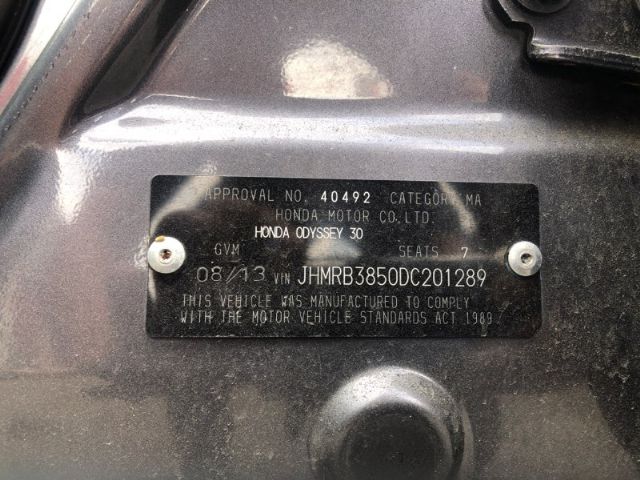 APPROVAL NO. 40492 CATEGORY MA
HONDA MOTOR CO.LTD.
HONDA ODYSSEY 30
GVM SEATS 7
08/13 VIN JHMRB3850DC201289
THIS VEHICLE WAS MANUFACTURED TO COMPLY
WITH THE MOTOR VEHICLE STANDARDS ACT 1989